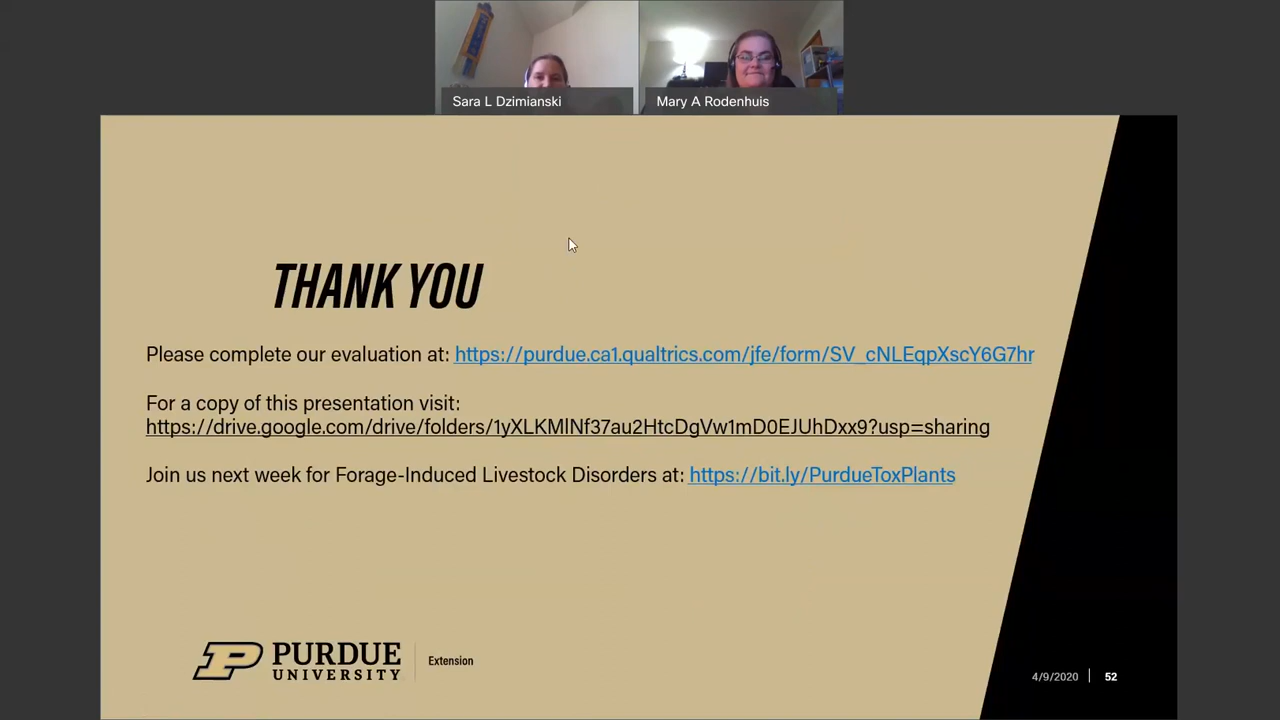 Sara L Dzimianski
Mary A Rodenhuis
THANK YOU
Please complete our evaluation at: https://purdue.ca1.qualtrics.com/jfe/form/SV_cNLEqpXscY6G7hr
For a copy of this presentation visit:
https://drive.google.com/drive/folders/1yXLKMlNf37au2HtcDgVw1mD0EJUhDxx9?usp=sharing
Join us next week for Forage-Induced Livestock Disorders at: https://bit.ly/PurdueToxPlants
P PURDUE UNIVERSITY
Extension
4/9/2020 | 52